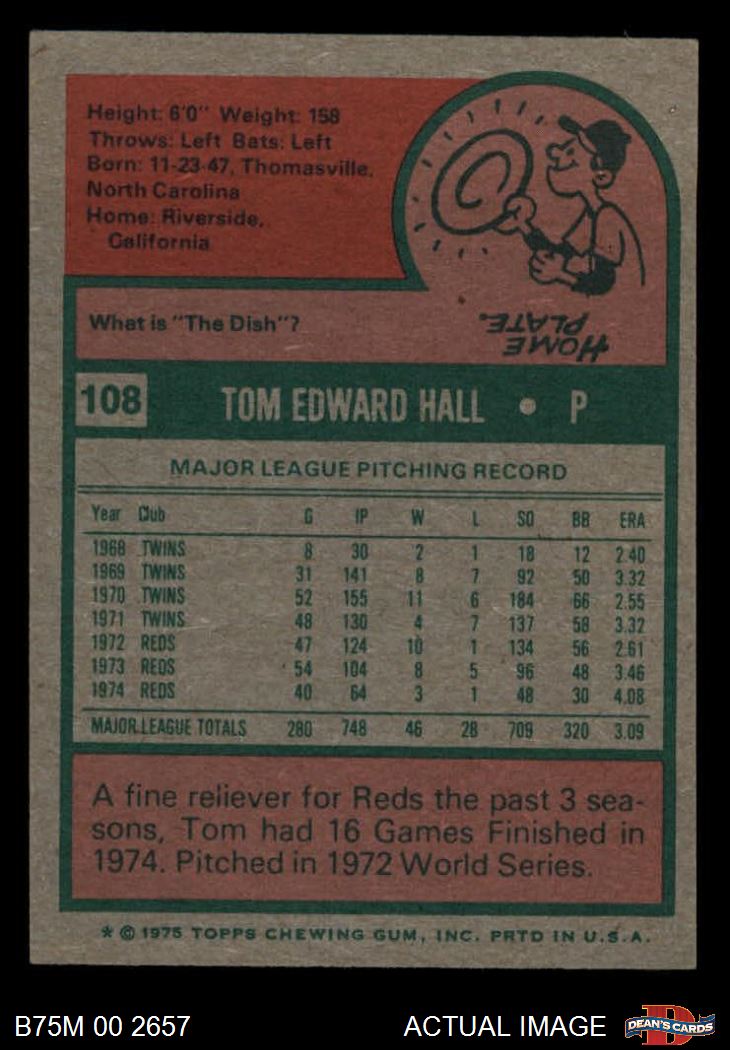 Height: 6'0" Weight: 158
Throws: Left Bats: Left
Born: 11-23-47, Thomasville,
North Carolina
Home: Riverside,
California
What is "The Dish"?
HOME
PLATE.
108 TOM EDWARD HALL • P
MAJOR LEAGUE PITCHING RECORD
Year Club G IP W L SO BB ERA
1968 TWINS 8 30 2 1 18 12 2.40
1969 TWINS 31 141 8 7 92 50 3.32
1970 TWINS 52 155 11 6 184 66 2.55
1971 TWINS 48 130 4 7 137 58 3.32
1972 REDS 47 124 10 1 134 56 2.61
1973 REDS 54 104 8 5 96 48 3.46
1974 REDS 40 64 3 1 48 30 4.08
MAJOR LEAGUE TOTALS 280 748 46 28 709 320 3.09
A fine reliever for Reds the past 3 sea-
sons, Tom had 16 Games Finished in
1974. Pitched in 1972 World Series.
* © 1975 TOPPS CHEWING GUM, INC. PRTD IN U.S.A.
B75M 00 2657 ACTUAL IMAGE D DEAN'S CARDS